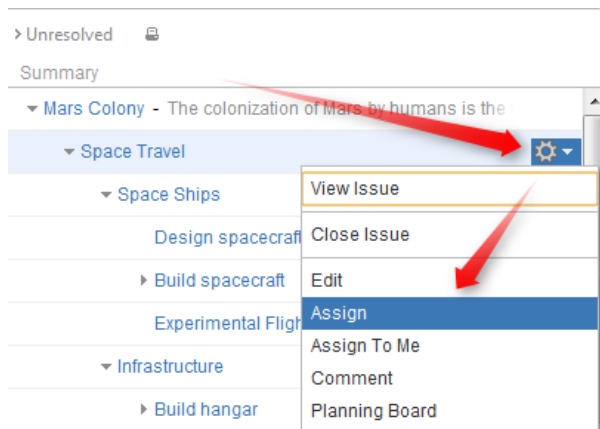 Unresolved
Summary
Mars Colony - The colonization of Mars by humans is the
Space Travel
Space Ships
View Issue
Design spacecraft
Close Issue
Build spacecraft
Edit
Assign
Experimental Fligh
Assign To Me
Infrastructure
Comment
Build hangar
Planning Board